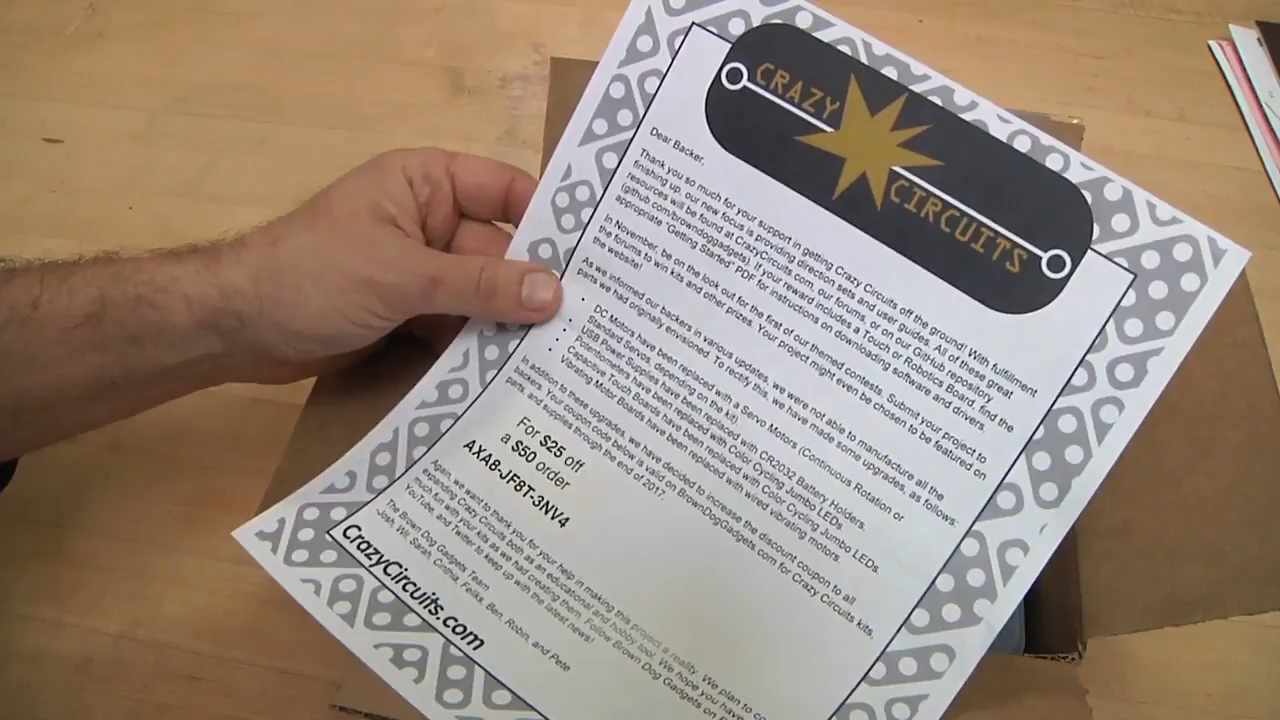 CRAZY
CIRCUITS
Dear Backer,
Thank you so much for your support in getting Crazy Circuits off the ground! With fulfillment
finishing up, our new focus is providing direction sets and user guides. All of these great
resources will be found at CrazyCircuits.com, our forums, or on our GitHub repository
(github.com/browndoggadgets). If your reward includes a Touch or Robotics Board, find the
appropriate "Getting Started" PDF for instructions on downloading software and drivers.
In November, be on the look out for the first of our themed contests. Submit your project to
the forums to win kits and other prizes. Your project might even be chosen to be featured on
the website!
As we informed our backers in various updates, we were not able to manufacture all the
parts we had originally envisioned. To rectify this, we have made some upgrades, as follows:
• DC Motors have been replaced with a Servo Motors (Continuous Rotation or
Standard Servos, depending on the kit).
• USB Power Supplies have been replaced with CR2032 Battery Holders.
• Potentiometers have been replaced with Color Cycling Jumbo LEDs.
• Capacitive Touch Boards have been replaced with Color Cycling Jumbo LEDs.
• Vibrating Motor Boards have been replaced with wired vibrating motors.
In addition to these upgrades, we have decided to increase the discount coupon to all
backers. Your coupon code below is valid on BrownDogGadgets.com for Crazy Circuits kits,
parts, and supplies through the end of 2017.
For $25 off
a $50 order
AXA8-JF8T-3NV4
Again, we want to thank you for your help in making this project a reality. We plan to
expanding Crazy Circuits both as an educational and hobby tool. We hope you have
much fun with your kits as we had creating them. Follow Brown Dog Gadgets on
YouTube, and Twitter to keep up with the latest news!
The Brown Dog Gadgets Team
Josh, Wil, Sarah, Cinthia, Felika, Ben, Robin, and Pete
CrazyCircuits.com